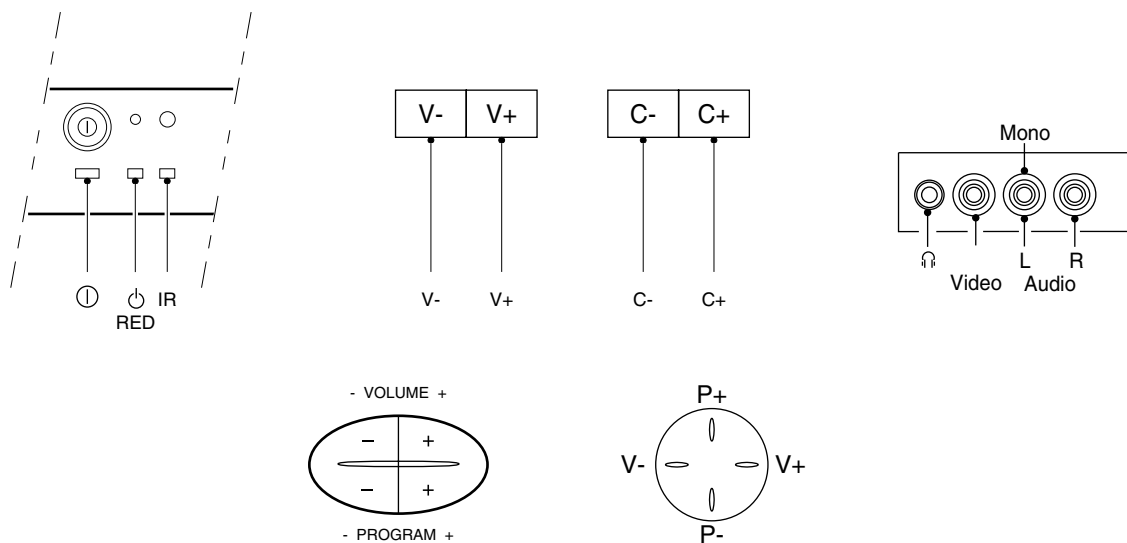 V- V+ C- C+
Mono
V- V+ C- C+
IR
RED
L R
Video Audio
- VOLUME +
− +
− +
- PROGRAM +
P+
V- V+
P-